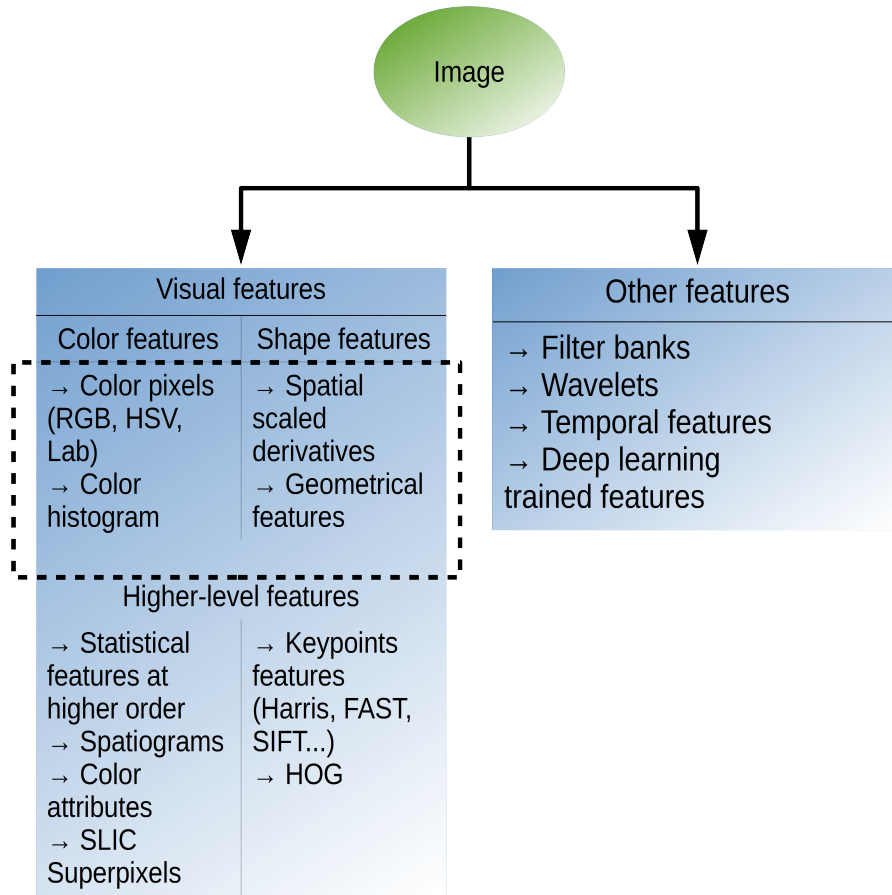 Image
Visual features
Color features
Shape features
→ Color pixels
(RGB, HSV,
Lab)
→ Color
histogram
→ Spatial
scaled
derivatives
→ Geometrical
features
Higher-level features
→ Statistical
features at
higher order
→ Spatiograms
→ Color
attributes
→ SLIC
Superpixels
→ Keypoints
features
(Harris, FAST,
SIFT...)
→ HOG
Other features
→ Filter banks
→ Wavelets
→ Temporal features
→ Deep learning
trained features